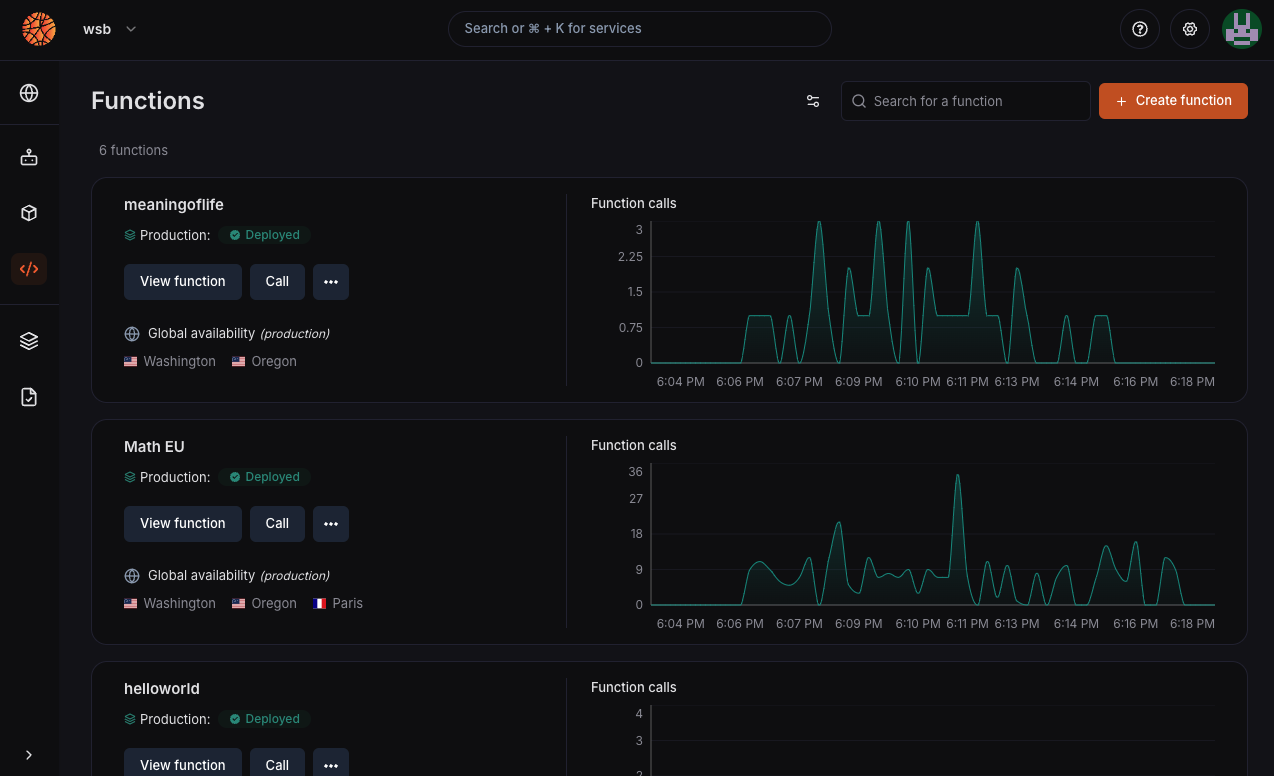 wsb
Search or ⌘ + K for services
Functions
Search for a function
+ Create function
6 functions
meaningoflife
Production: Deployed
View function
Call
Global availability (production)
Washington Oregon
Function calls
3
2.25
1.5
0.75
0
6:04 PM 6:06 PM 6:07 PM 6:09 PM 6:10 PM 6:11 PM 6:13 PM 6:14 PM 6:16 PM 6:18 PM
Math EU
Production: Deployed
View function
Call
Global availability (production)
Washington Oregon Paris
Function calls
36
27
18
9
0
6:04 PM 6:06 PM 6:07 PM 6:09 PM 6:10 PM 6:11 PM 6:13 PM 6:14 PM 6:16 PM 6:18 PM
helloworld
Production: Deployed
View function
Call
Function calls
4
3
2